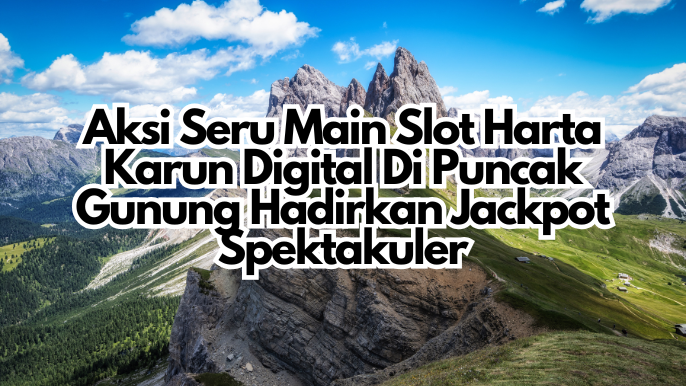 Aksi Seru Main Slot Harta
Karun Digital Di Puncak
Gunung Hadirkan Jackpot
Spektakuler